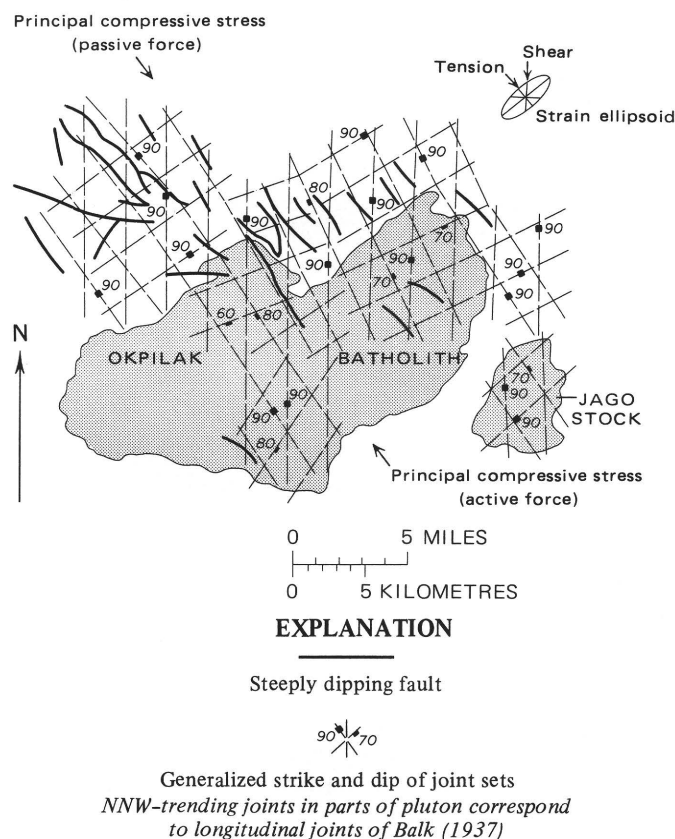 Principal compressive stress
(passive force)
Shear
Tension
Strain ellipsoid
90
90
90
80
90
90
90
90
90
90
70
90
90
70
90
60
80
N
OKPILAK
BATHOLITH
90
90
80
70
90
90
JAGO
STOCK
Principal compressive stress
(active force)
0 5 MILES
0 5 KILOMETRES
EXPLANATION
Steeply dipping fault
90 70
Generalized strike and dip of joint sets
NNW-trending joints in parts of pluton correspond
to longitudinal joints of Balk (1937)